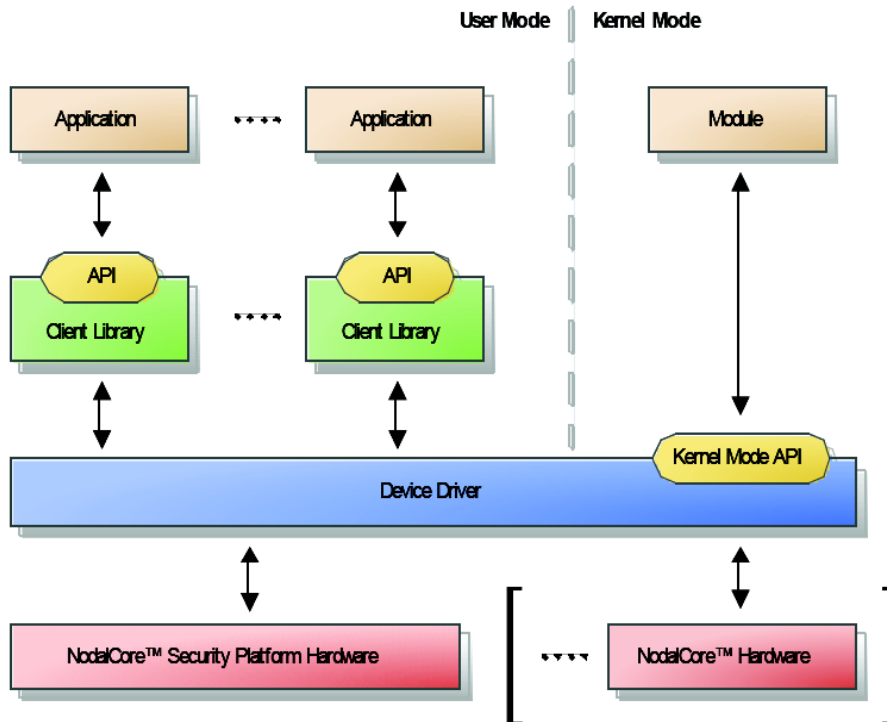 User Mode
Kernel Mode
Application
Application
Module
API
API
Client Library
Client Library
Kernel Mode API
Device Driver
NodalCore™ Security Platform Hardware
NodalCore™ Hardware